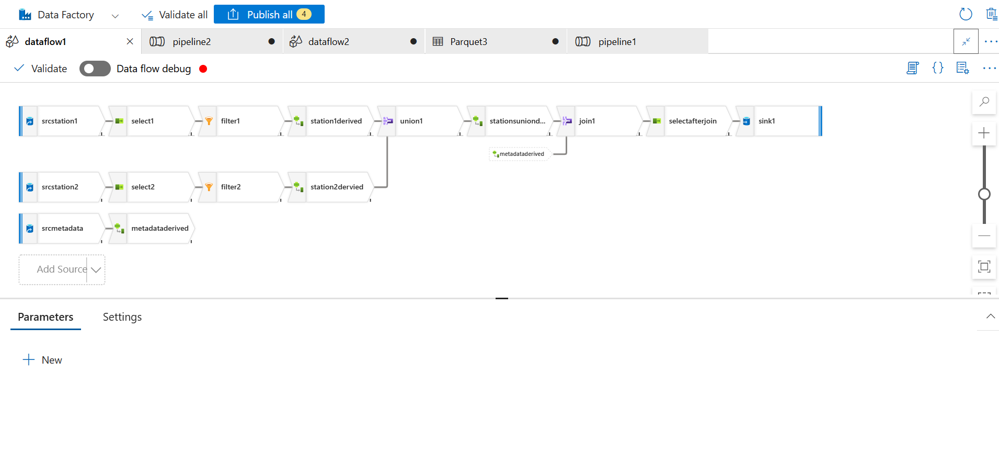 Data Factory
Validate all
Publish all 4
dataflow1
pipeline2
dataflow2
Parquet3
pipeline1
Validate
Data flow debug
srcstation1
select1
filter1
station1derived
union1
stationsuniond...
join1
selectafterjoin
sink1
metadataderived
srcstation2
select2
filter2
station2dervied
srcmetadata
metadataderived
Add Source
Parameters
Settings
New